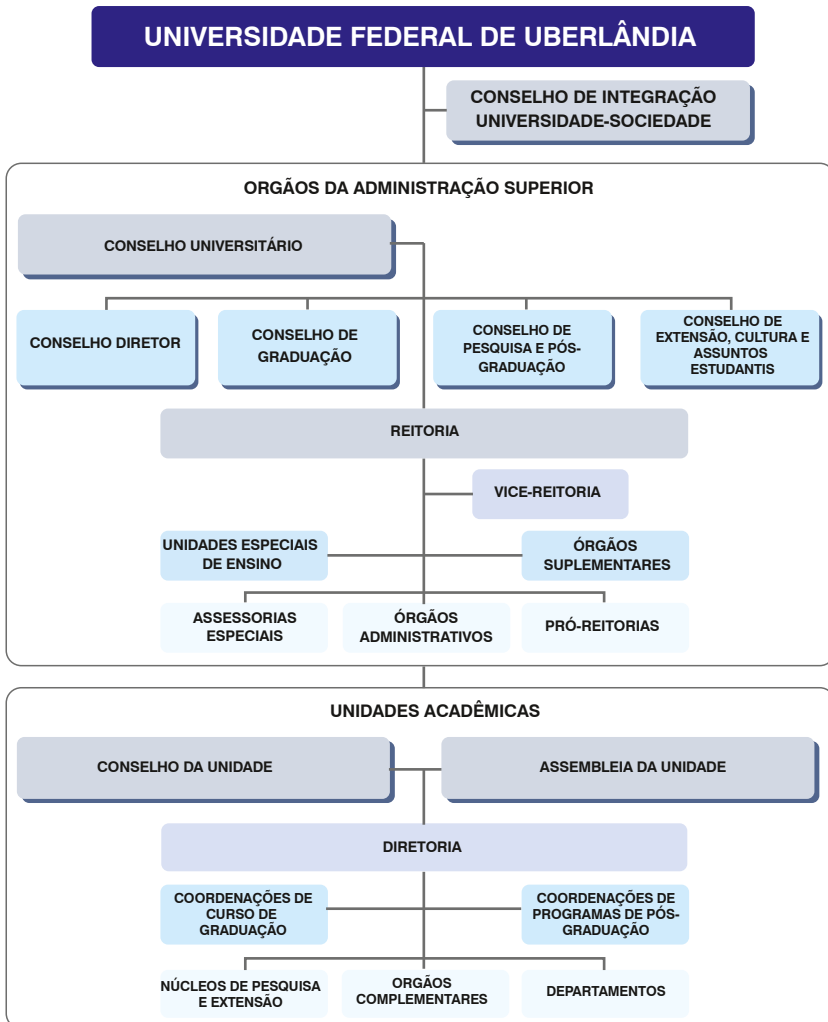 UNIVERSIDADE FEDERAL DE UBERLÂNDIA
CONSELHO DE INTEGRAÇÃO
UNIVERSIDADE-SOCIEDADE
ORGÃOS DA ADMINISTRAÇÃO SUPERIOR
CONSELHO UNIVERSITÁRIO
CONSELHO DIRETOR
CONSELHO DE
GRADUAÇÃO
CONSELHO DE
PESQUISA E PÓS-
GRADUAÇÃO
CONSELHO DE
EXTENSÃO, CULTURA E
ASSUNTOS
ESTUDANTIS
REITORIA
VICE-REITORIA
UNIDADES ESPECIAIS
DE ENSINO
ÓRGÃOS
SUPLEMENTARES
ASSESSORIAS
ESPECIAIS
ÓRGÃOS
ADMINISTRATIVOS
PRÓ-REITORIAS
UNIDADES ACADÊMICAS
CONSELHO DA UNIDADE
ASSEMBLEIA DA UNIDADE
DIRETORIA
COORDENAÇÕES DE
CURSO DE
GRADUAÇÃO
COORDENAÇÕES DE
PROGRAMAS DE PÓS-
GRADUAÇÃO
NÚCLEOS DE PESQUISA
E EXTENSÃO
ORGÃOS
COMPLEMENTARES
DEPARTAMENTOS